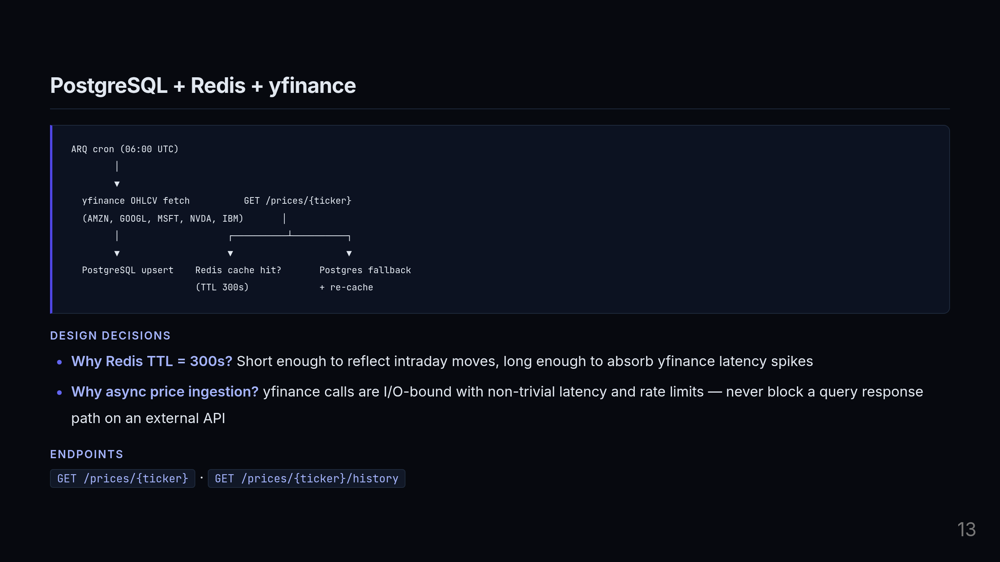 PostgreSQL + Redis + yfinance
ARQ cron (06:00 UTC)
│
▼
yfinance OHLCV fetch          GET /prices/{ticker}
(AMZN, GOOGL, MSFT, NVDA, IBM)       │
│                    ┌──────────┴──────────┐
▼                    ▼                     ▼
PostgreSQL upsert    Redis cache hit?       Postgres fallback
(TTL 300s)             + re-cache
DESIGN DECISIONS
• Why Redis TTL = 300s? Short enough to reflect intraday moves, long enough to absorb yfinance latency spikes
• Why async price ingestion? yfinance calls are I/O-bound with non-trivial latency and rate limits — never block a query response
path on an external API
ENDPOINTS
GET /prices/{ticker} · GET /prices/{ticker}/history
13